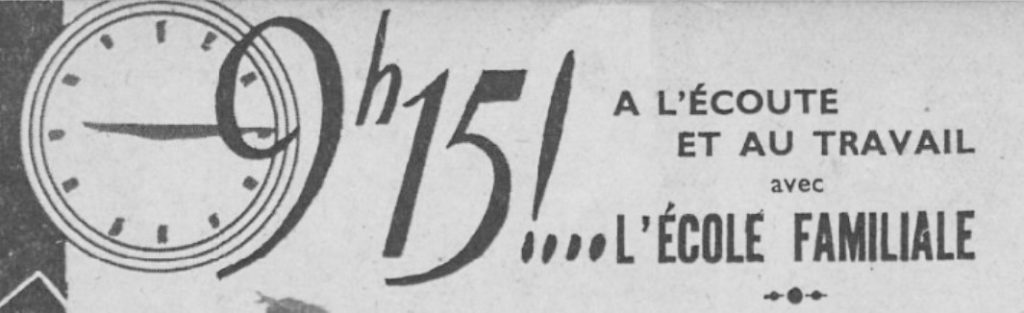 9h15!....
A L'ÉCOUTE
ET AU TRAVAIL
avec
L'ÉCOLE FAMILIALE